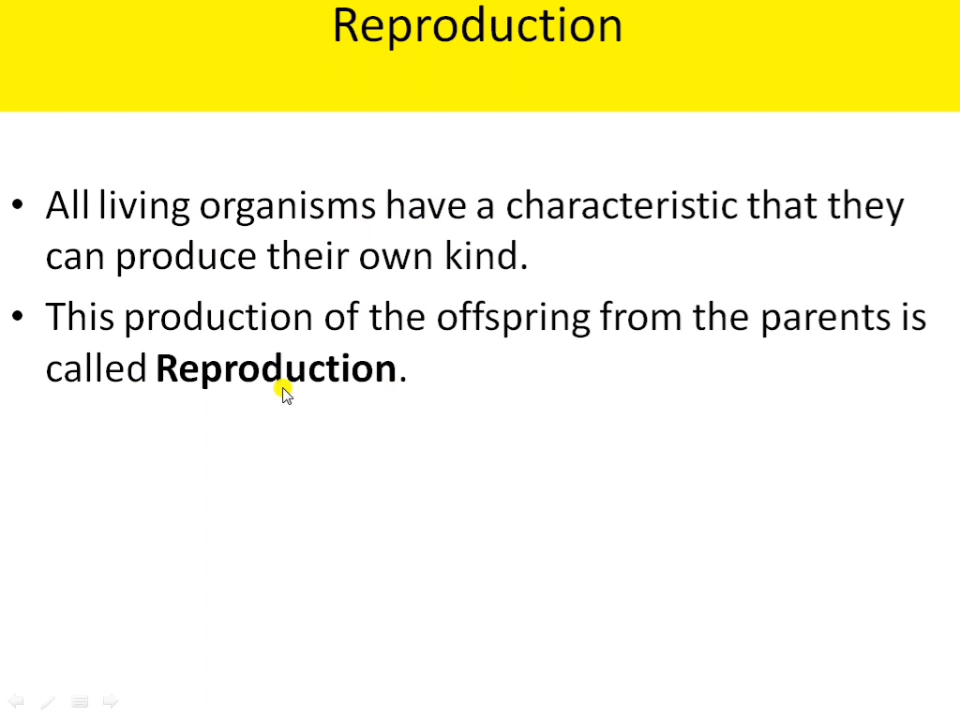 Reproduction
• All living organisms have a characteristic that they
can produce their own kind.
• This production of the offspring from the parents is
called Reproduction.